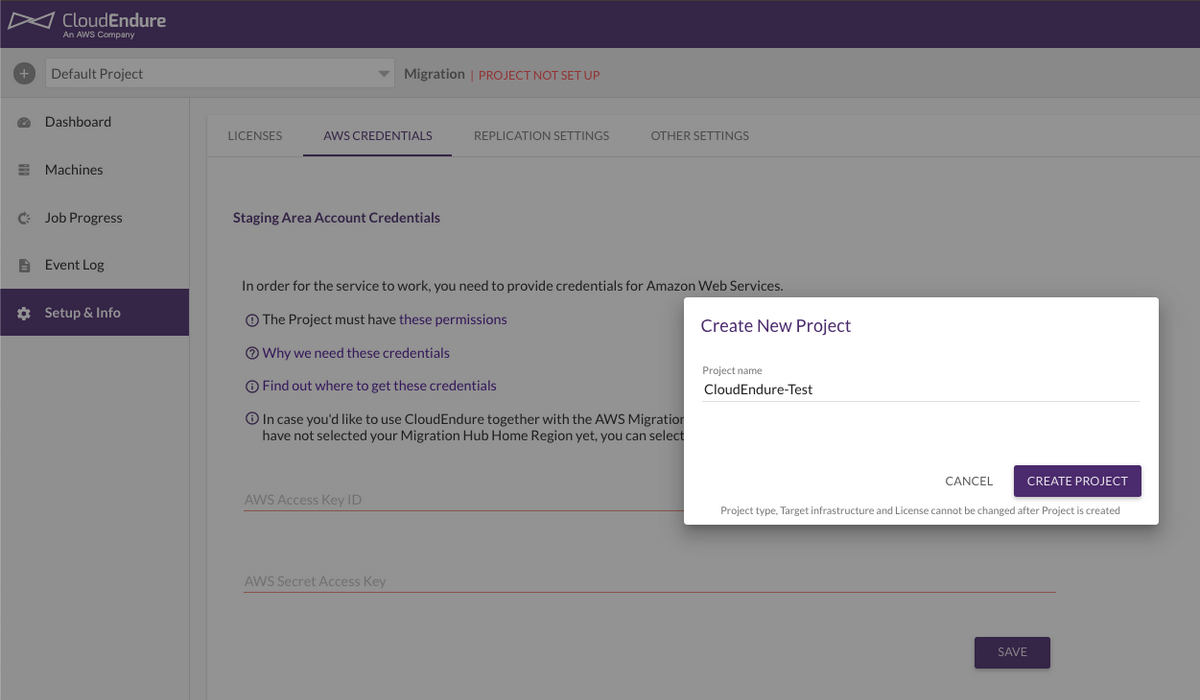 CloudEndure
An AWS Company
Default Project
Migration | PROJECT NOT SET UP
Dashboard
Machines
Job Progress
Event Log
Setup & Info
LICENSES AWS CREDENTIALS REPLICATION SETTINGS OTHER SETTINGS
Staging Area Account Credentials
In order for the service to work, you need to provide credentials for Amazon Web Services.
The Project must have these permissions
Why we need these credentials
Find out where to get these credentials
In case you'd like to use CloudEndure together with the AWS Migration
have not selected your Migration Hub Home Region yet, you can select
AWS Access Key ID
AWS Secret Access Key
SAVE
Create New Project
Project name
CloudEndure-Test
CANCEL CREATE PROJECT
Project type, Target infrastructure and License cannot be changed after Project is created